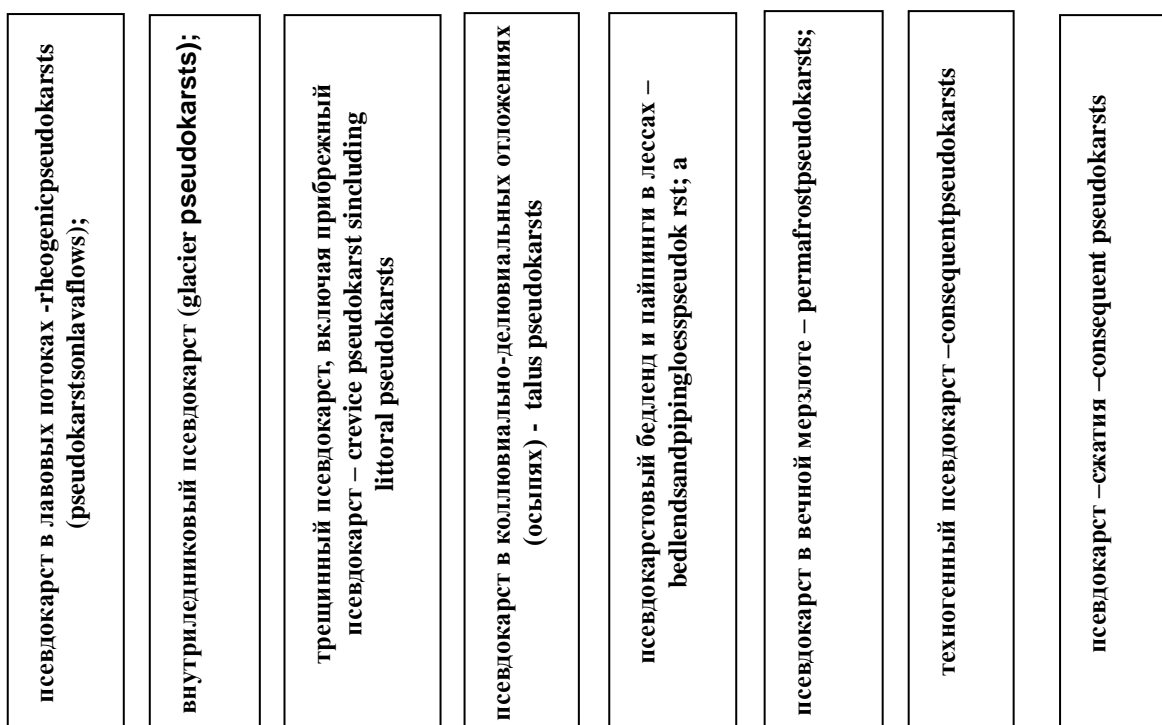 псевдокарст в лавовых потоках -rheogenicpseudokarsts
(pseudokarstsonlavaflows);
внутриледниковый псевдокарст (glacier pseudokarsts);
трещинный псевдокарст, включая прибрежный
псевдокарст – crevice pseudokarst sincluding
littoral pseudokarsts
псевдокарст в коллювиально-делювиальных отложениях
(осыпях) - talus pseudokarsts
псевдокарстовый бедленд и пайпинги в лессах –
bedlendsandpipingloesspseudok rst; a
псевдокарст в вечной мерзлоте – permafrostpseudokarsts;
техногенный псевдокарст –consequentpseudokarsts
псевдокарст –сжатия –consequent pseudokarsts